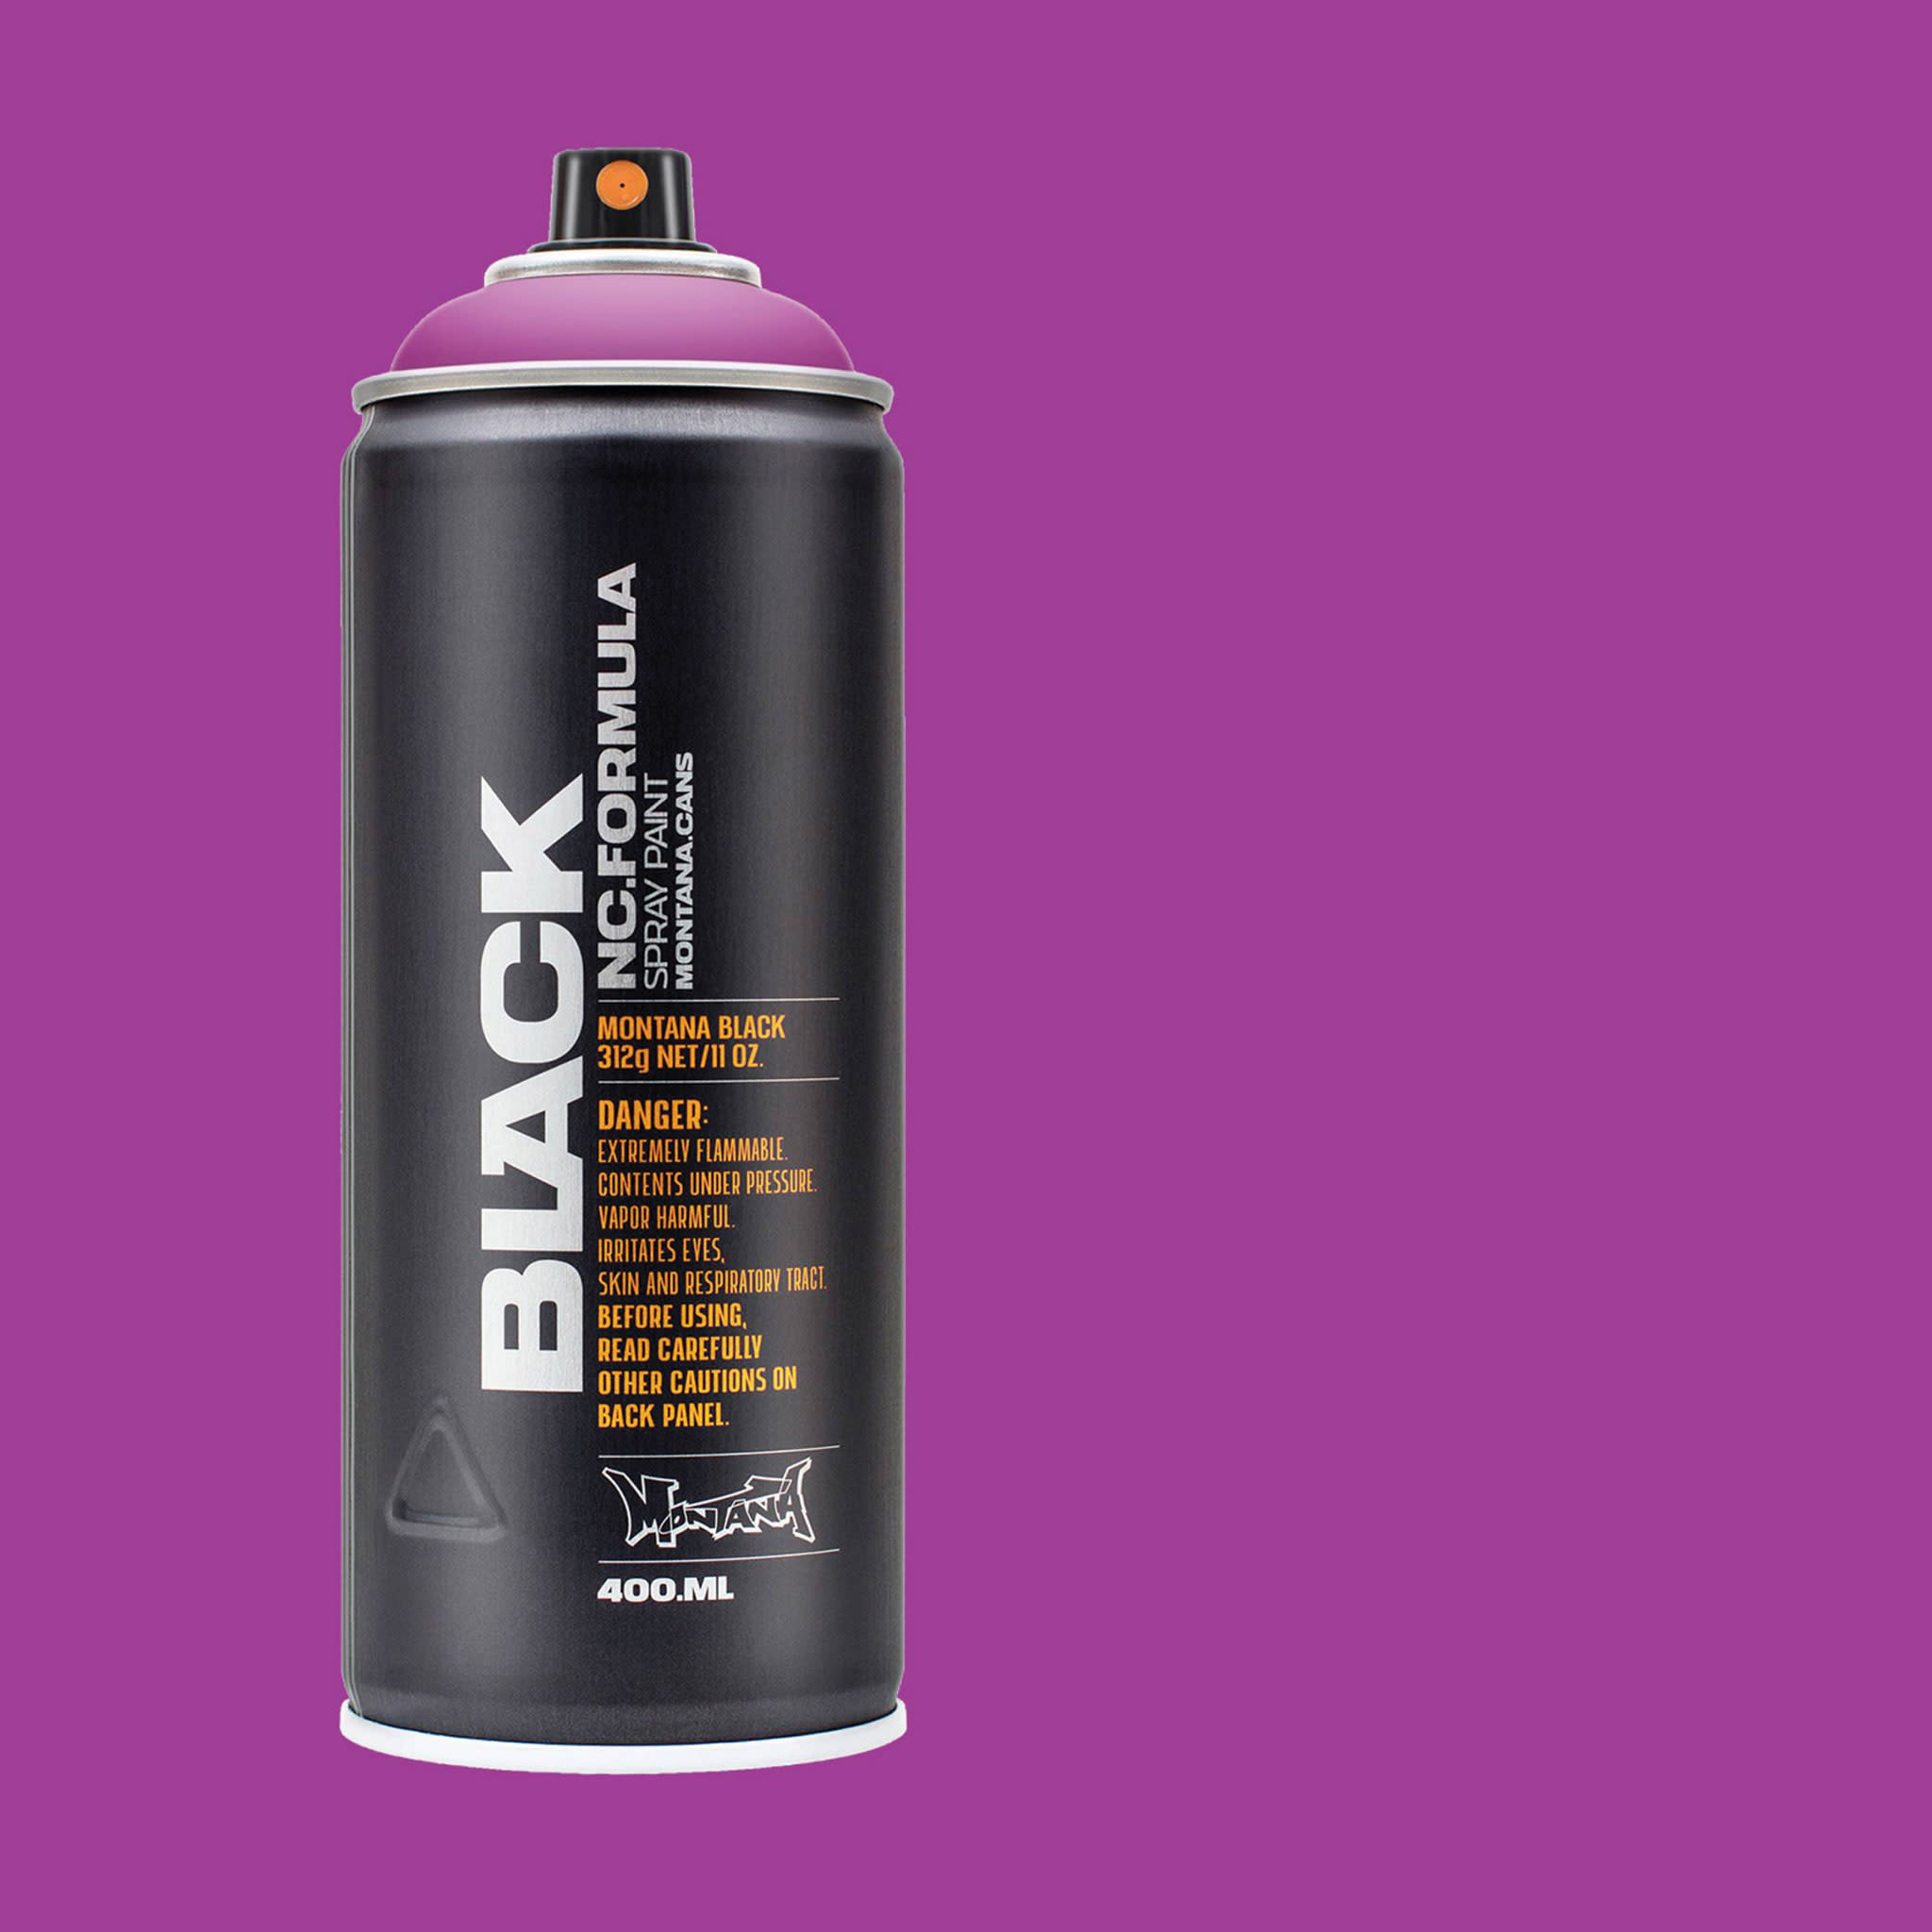 BLACK
NC.FORMULA
SPRAY PAINT
MONTANA.CANS
MONTANA BLACK
312g NET/11 OZ.
DANGER:
EXTREMELY FLAMMABLE.
CONTENTS UNDER PRESSURE.
VAPOR HARMFUL.
IRRITATES EYES,
SKIN AND RESPIRATORY TRACT.
BEFORE USING,
READ CAREFULLY
OTHER CAUTIONS ON
BACK PANEL.
MONTANA
400.ML